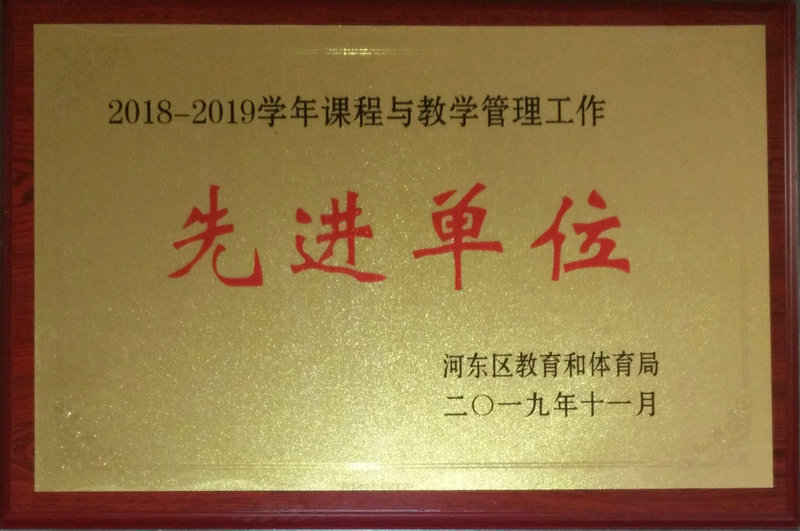 2018-2019学年课程与教学管理工作
先进单位
河东区教育和体育局
二〇一九年十一月